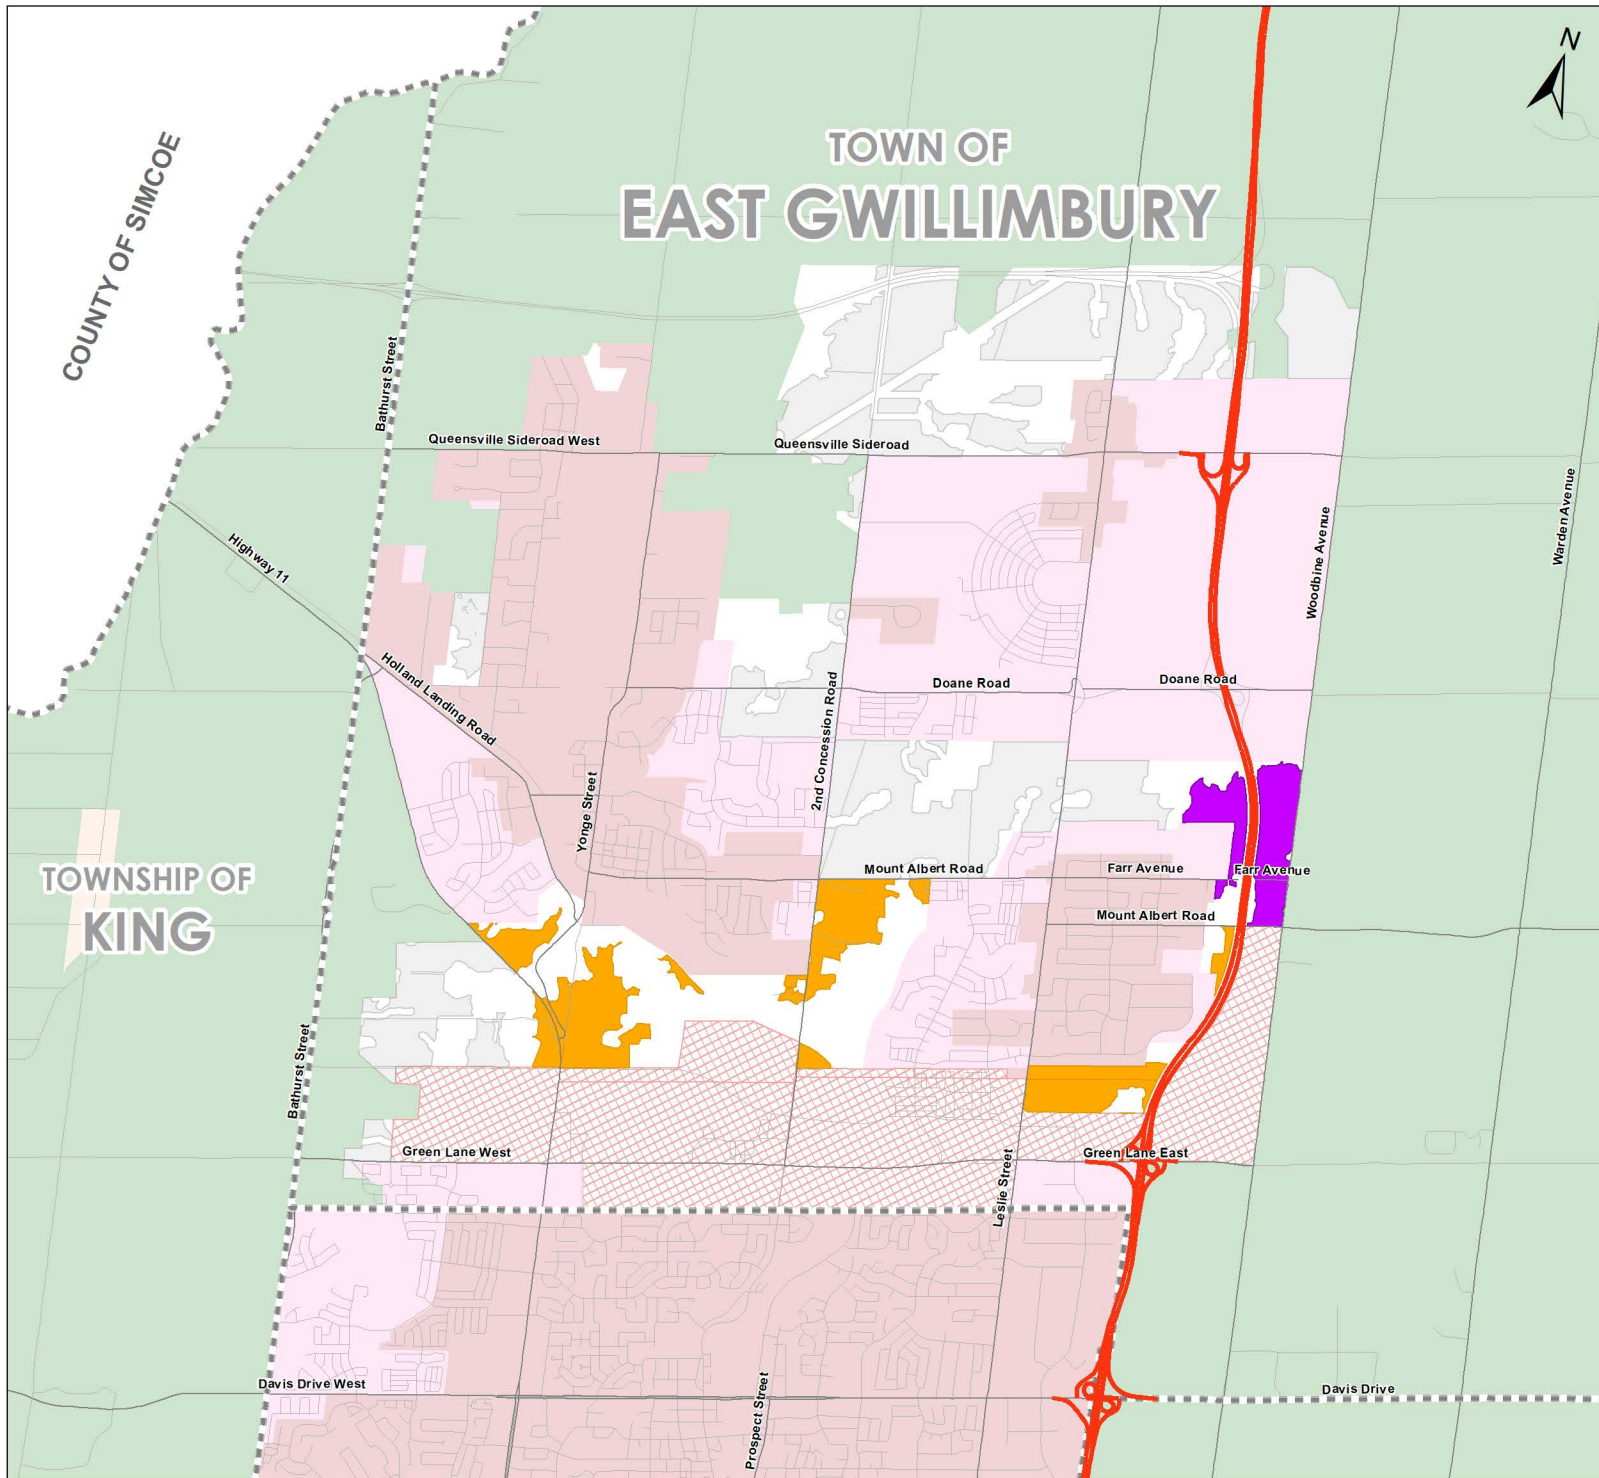 N
TOWN OF
EAST GWILLIMBURY
COUNTY OF SIMCOE
Bathurst Street
Queensville Sideroad West
Queensville Sideroad
Warden Avenue
Woodbine Avenue
Highway 11
Holland Landing Road
2nd Concession Road
Doane Road
Doane Road
Yonge Street
Mount Albert Road
Farr Avenue
Farr Avenue
TOWNSHIP OF
KING
Mount Albert Road
Bathurst Street
Green Lane West
Green Lane East
Leslie Street
Davis Drive West
Davis Drive
Prospect Street